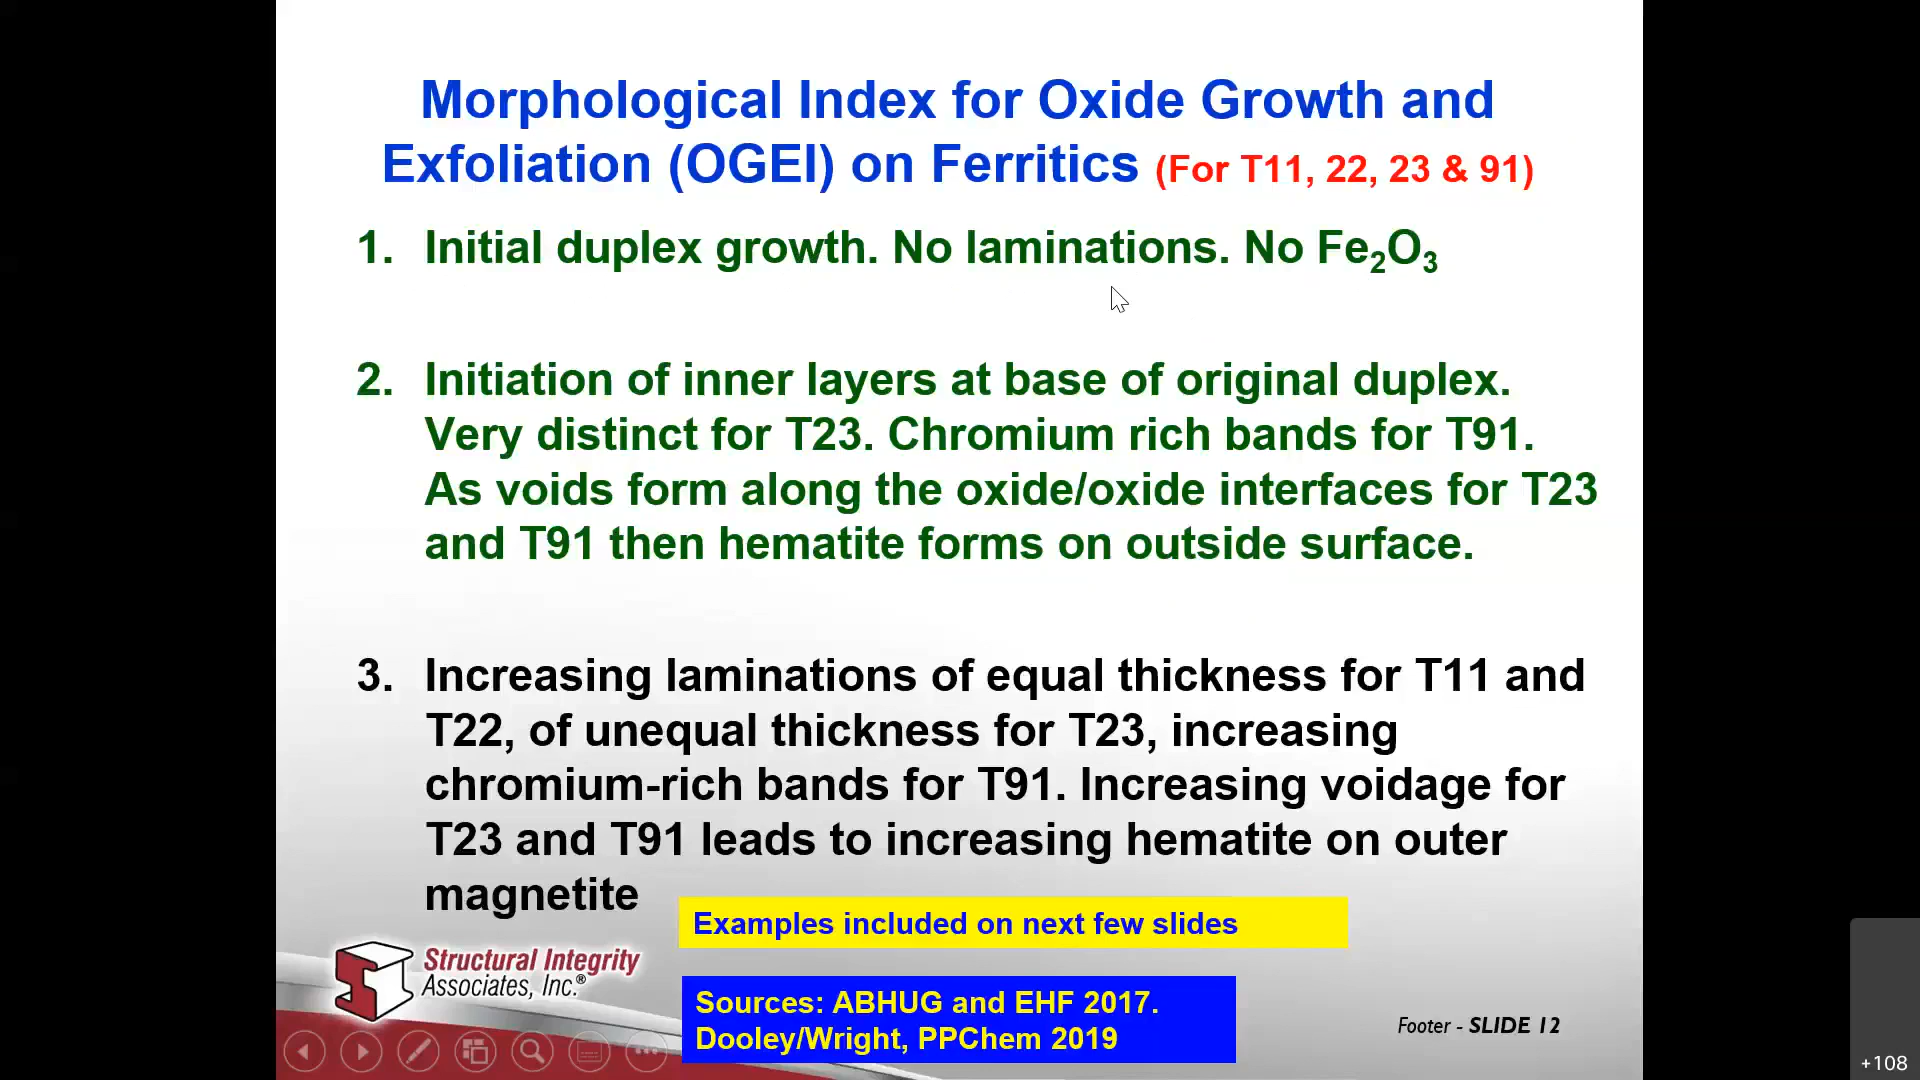 Morphological Index for Oxide Growth and
Exfoliation (OGEI) on Ferritics (For T11, 22, 23 & 91)
1. Initial duplex growth. No laminations. No Fe₂O₃
2. Initiation of inner layers at base of original duplex.
Very distinct for T23. Chromium rich bands for T91.
As voids form along the oxide/oxide interfaces for T23
and T91 then hematite forms on outside surface.
3. Increasing laminations of equal thickness for T11 and
T22, of unequal thickness for T23, increasing
chromium-rich bands for T91. Increasing voidage for
T23 and T91 leads to increasing hematite on outer
magnetite
Examples included on next few slides
Structural Integrity
Associates, Inc.®
Sources: ABHUG and EHF 2017.
Dooley/Wright, PPChem 2019
Footer - SLIDE 12
+108